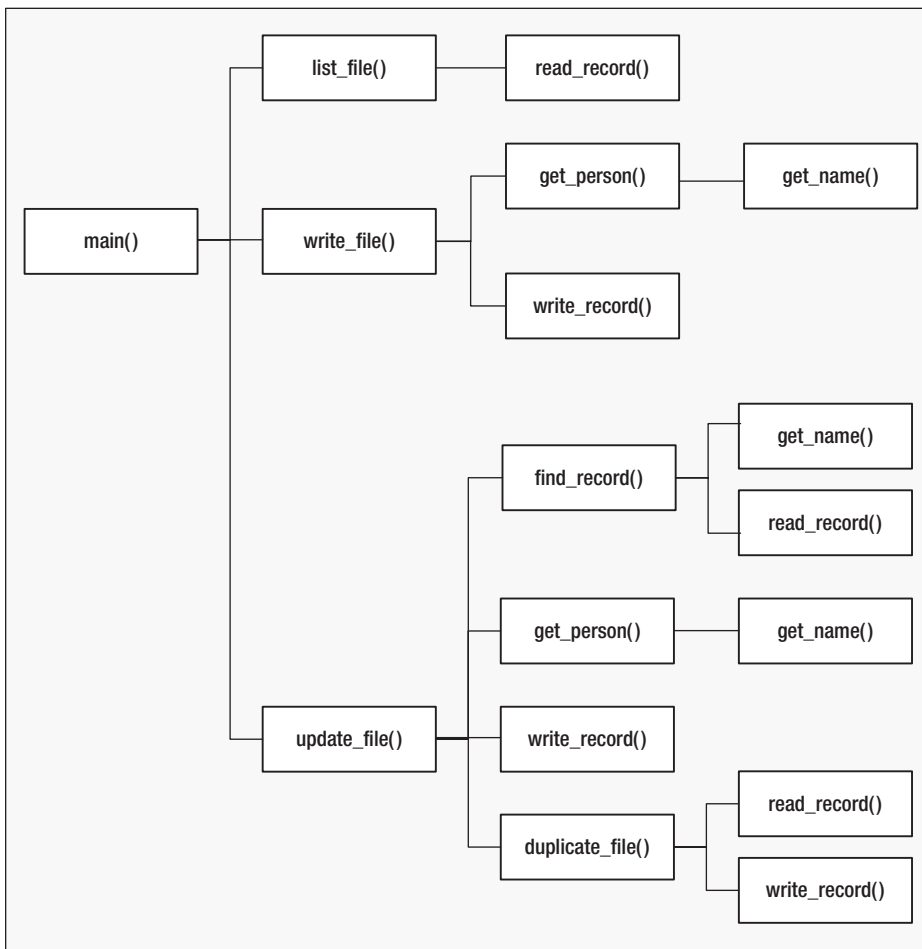 list_file()
read_record()
get_person()
get_name()
main()
write_file()
write_record()
get_name()
find_record()
read_record()
get_person()
get_name()
update_file()
write_record()
read_record()
duplicate_file()
write_record()